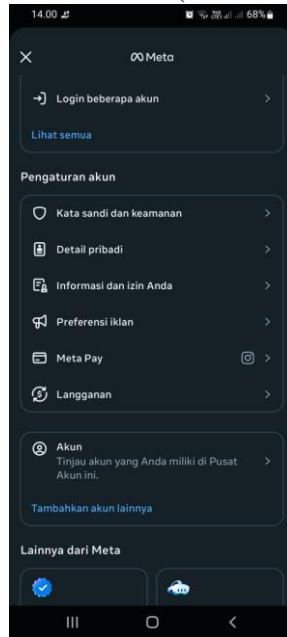 14.00
68%
Meta
Login beberapa akun
Lihat semua
Pengaturan akun
Kata sandi dan keamanan
Detail pribadi
Informasi dan izin Anda
Preferensi iklan
Meta Pay
Langganan
Akun
Tinjau akun yang Anda miliki di Pusat
Akun ini.
Tambahkan akun lainnya
Lainnya dari Meta